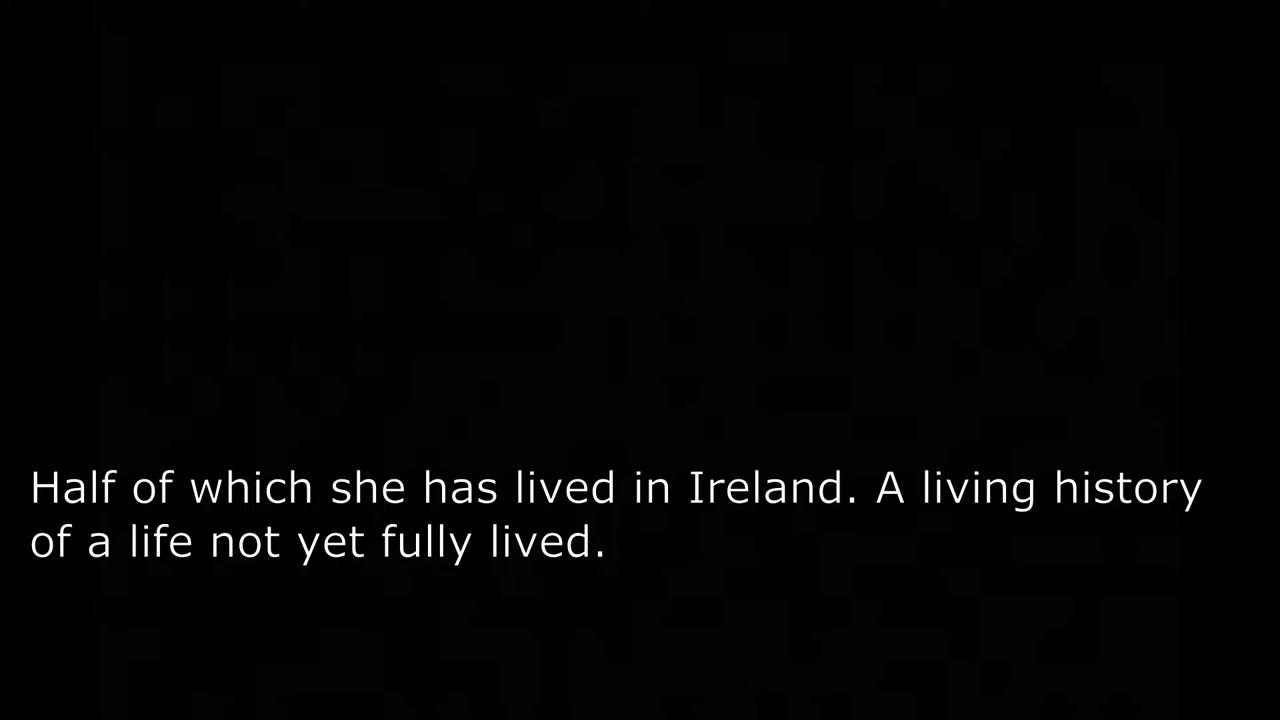 Half of which she has lived in Ireland. A living history
of a life not yet fully lived.